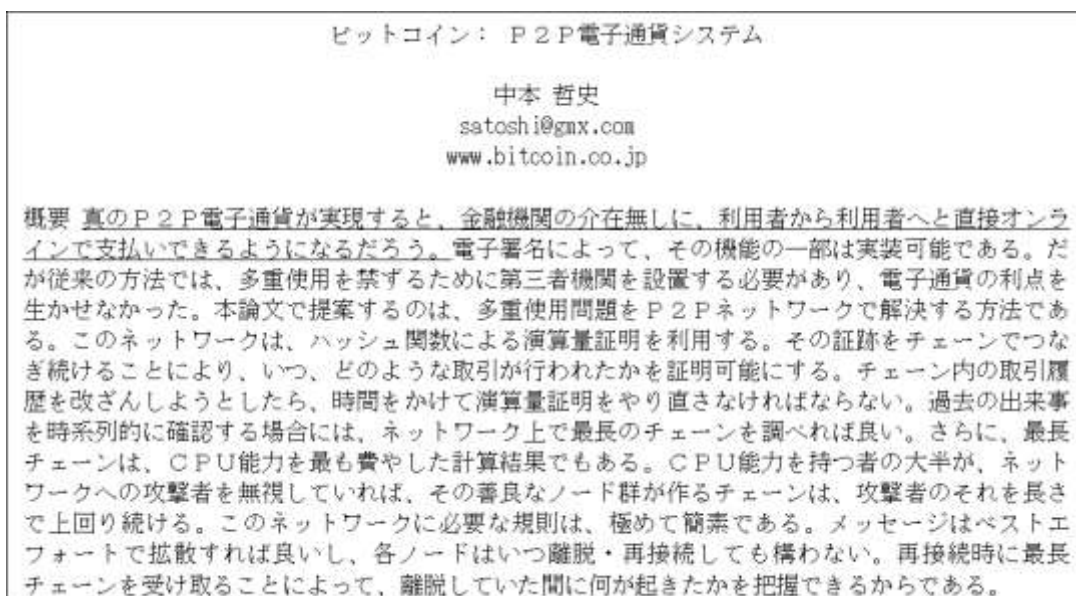 ビットコイン： Ｐ２Ｐ電子通貨システム
中本 哲史
satoshi@gmx.com
www.bitcoin.co.jp
概要 真のＰ２Ｐ電子通貨が実現すると、金融機関の介在無しに、利用者から利用者へと直接オンラ
インで支払いできるようになるだろう。電子署名によって、その機能の一部は実装可能である。だ
が従来の方法では、多重使用を禁ずるために第三者機関を設置する必要があり、電子通貨の利点を
生かせなかった。本論文で提案するのは、多重使用問題をＰ２Ｐネットワークで解決する方法であ
る。このネットワークは、ハッシュ関数による演算量証明を利用する。その証跡をチェーンでつな
ぎ続けることにより、いつ、どのような取引が行われたかを証明可能にする。チェーン内の取引履
歴を改ざんしようとしたら、時間をかけて演算量証明をやり直さなければならない。過去の出来事
を時系列的に確認する場合には、ネットワーク上で最長のチェーンを調べれば良い。さらに、最長
チェーンは、ＣＰＵ能力を最も費やした計算結果でもある。ＣＰＵ能力を持つ者の大半が、ネット
ワークへの攻撃者を無視していれば、その善良なノード群が作るチェーンは、攻撃者のそれを長さ
で上回り続ける。このネットワークに必要な規則は、極めて簡素である。メッセージはベストエ
フォートで拡散すれば良いし、各ノードはいつ離脱・再接続しても構わない。再接続時に最長
チェーンを受け取ることによって、離脱していた間に何が起きたかを把握できるからである。